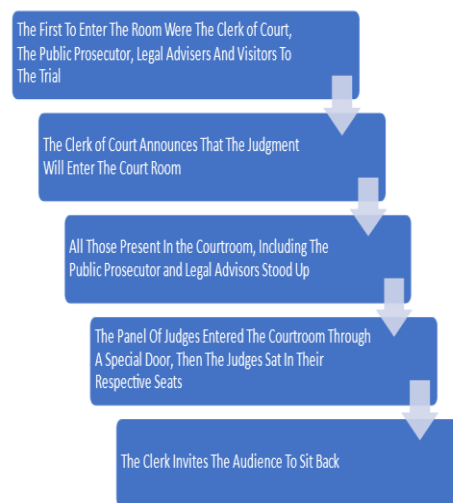 The First To Enter The Room Were The Clerk of Court,
The Public Prosecutor, Legal Advisers And Visitors To
The Trial
The Clerk of Court Announces That The Judgment
Will Enter The Court Room
All Those Present In the Courtroom, Including The
Public Prosecutor and Legal Advisors Stood Up
The Panel Of Judges Entered The Courtroom Through
A Special Door, Then The Judges Sat In Their
Respective Seats
The Clerk Invites The Audience To Sit Back